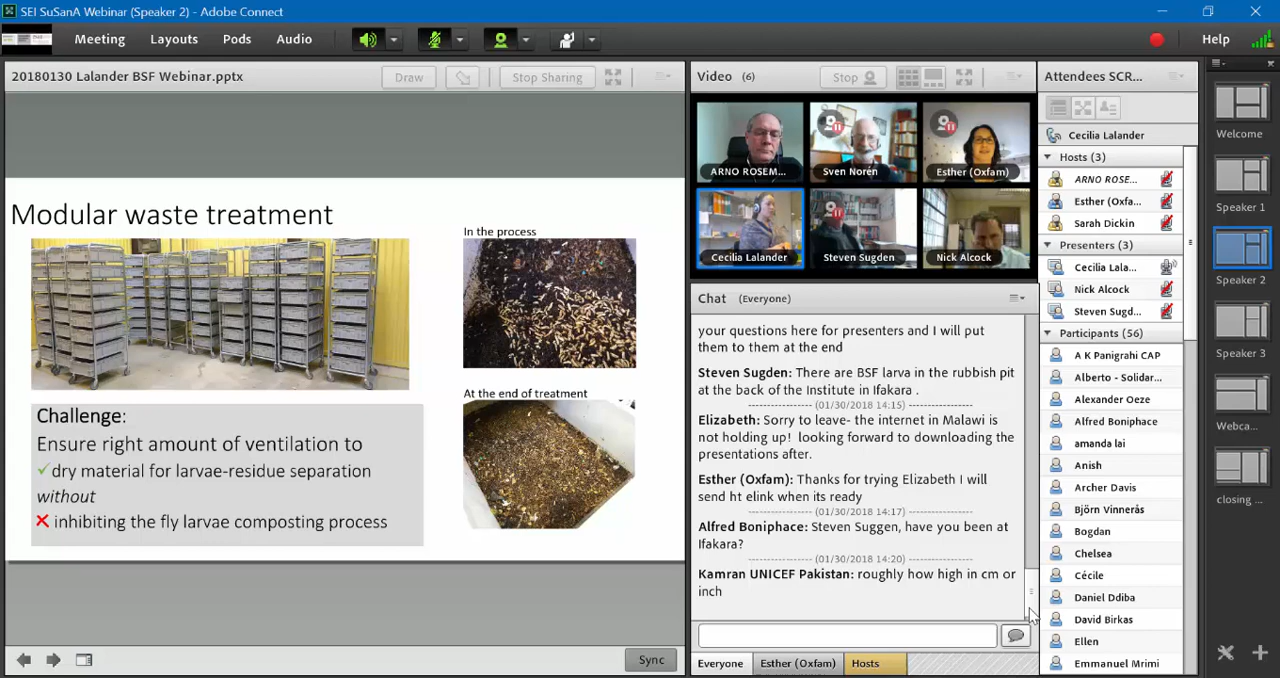 SEI SuSanA Webinar (Speaker 2) - Adobe Connect
Meeting
Layouts
Pods
Audio
Help
20180130 Lalander BSF Webinar.pptx
Draw
Stop Sharing
Modular waste treatment
In the process
At the end of treatment
Challenge:
Ensure right amount of ventilation to
✓dry material for larvae-residue separation
without
✕ inhibiting the fly larvae composting process
Sync
Video (6)
Stop
ARNO ROSEM...
Sven Norén
Esther (Oxfam)
Cecilia Lalander
Steven Sugden
Nick Alcock
Chat (Everyone)
your questions here for presenters and I will put
them to them at the end
Steven Sugden: There are BSF larva in the rubbish pit
at the back of the Institute in Ifakara .
------------------ (01/30/2018 14:15) ------------------
Elizabeth: Sorry to leave- the internet in Malawi is
not holding up! looking forward to downloading the
presentations after.
Esther (Oxfam): Thanks for trying Elizabeth I will
send ht elink when its ready
------------------ (01/30/2018 14:17) ------------------
Alfred Boniphace: Steven Suggen, have you been at
Ifakara?
------------------ (01/30/2018 14:20) ------------------
Kamran UNICEF Pakistan: roughly how high in cm or
inch
Everyone
Esther (Oxfam)
Hosts
Attendees SCR...
Cecilia Lalander
Hosts (3)
ARNO ROSE...
Esther (Oxfa...
Sarah Dickin
Presenters (3)
Cecilia Lala...
Nick Alcock
Steven Sugd...
Participants (56)
A K Panigrahi CAP
Alberto - Solidar...
Alexander Oeze
Alfred Boniphace
amanda lai
Anish
Archer Davis
Björn Vinnerås
Bogdan
Chelsea
Cécile
Daniel Ddiba
David Birkas
Ellen
Emmanuel Mrimi
Welcome
Speaker 1
Speaker 2
Speaker 3
Webca...
closing ...